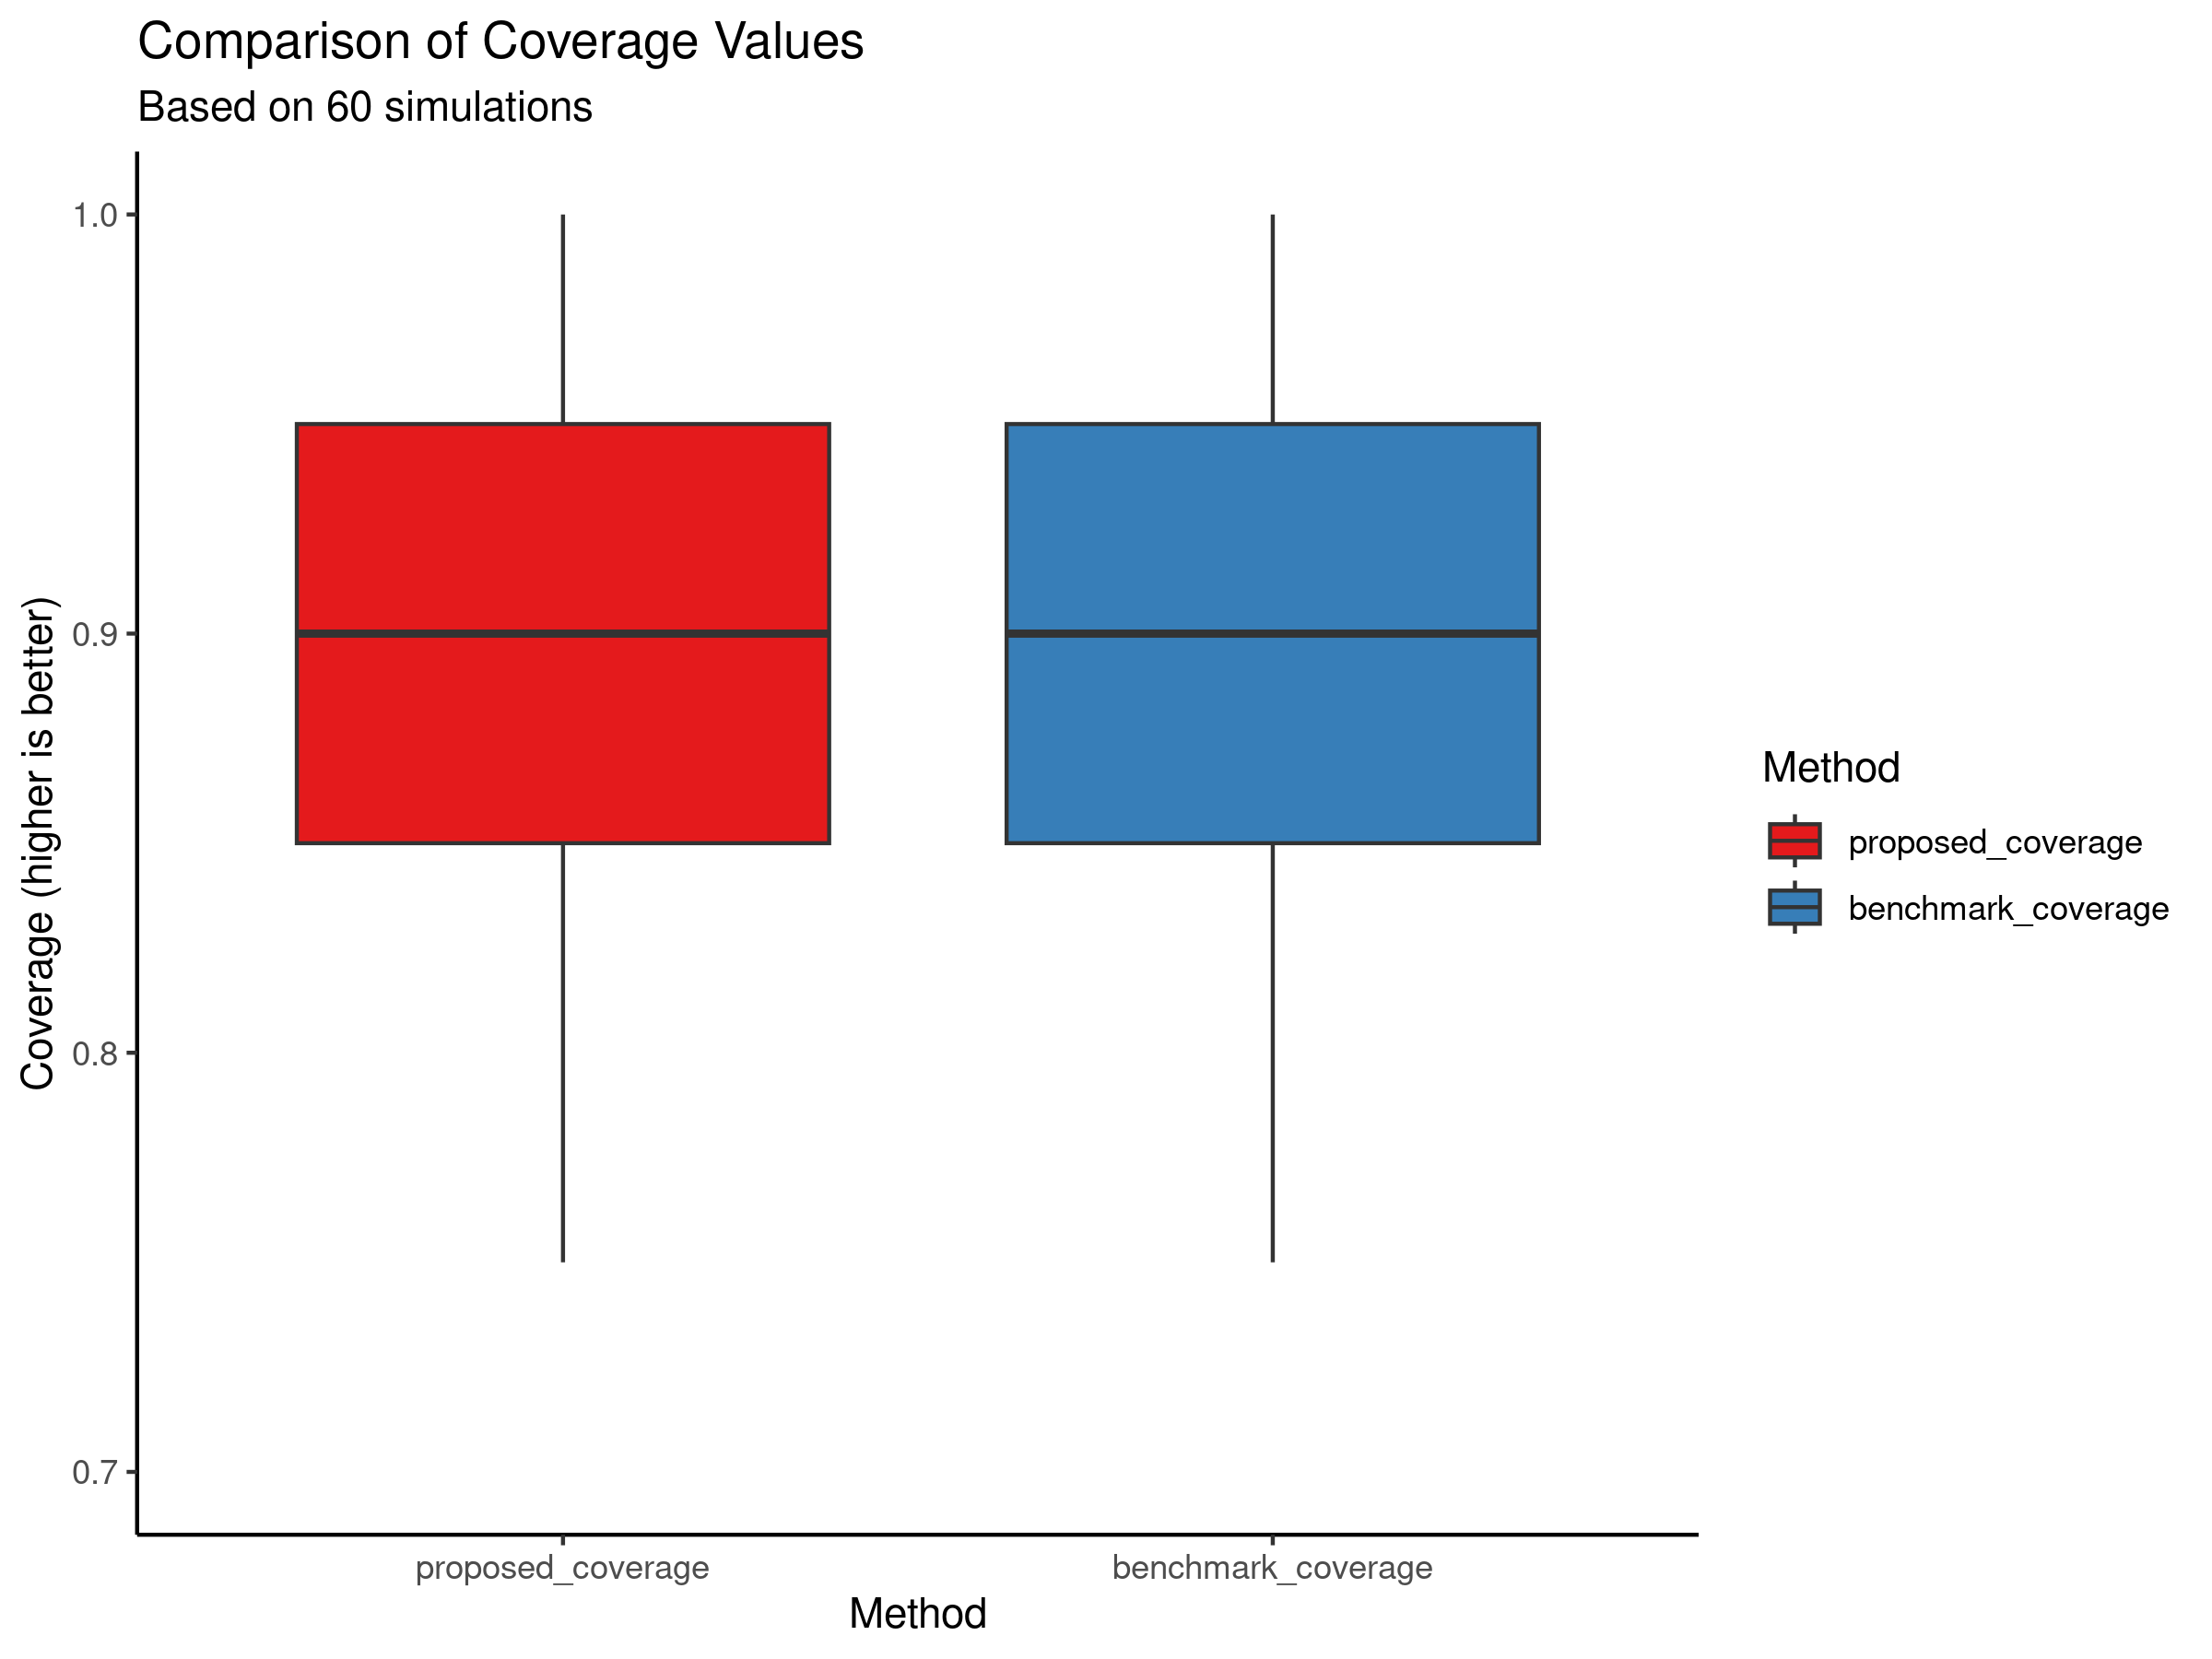 Comparison of Coverage Values
Based on 60 simulations
Coverage (higher is better)
1.0
0.9
0.8
0.7
proposed_coverage
benchmark_coverage
Method
Method
proposed_coverage
benchmark_coverage